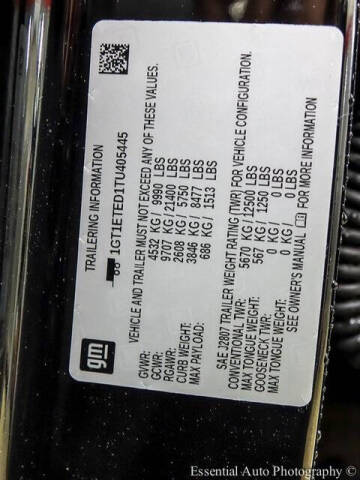 gm
TRAILERING INFORMATION
1GT1ETED1TU405445
VEHICLE AND TRAILER MUST NOT EXCEED ANY OF THESE VALUES.
GVWR: 4532 KG / 9990 LBS
GCWR: 9707 KG / 21400 LBS
RGAWR: 2608 KG / 5750 LBS
CURB WEIGHT: 3846 KG / 8477 LBS
MAX PAYLOAD: 686 KG / 1513 LBS
SAE J2807 TRAILER WEIGHT RATING (TWR) FOR VEHICLE CONFIGURATION.
CONVENTIONAL TWR: 5670 KG / 12500 LBS
MAX TONGUE WEIGHT: 567 KG / 1250 LBS
GOOSENECK TWR: 0 KG / 0 LBS
MAX TONGUE WEIGHT: 0 KG / 0 LBS
SEE OWNER'S MANUAL FOR MORE INFORMATION
Essential Auto Photography